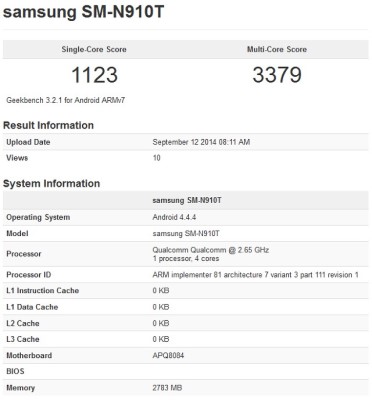 samsung SM-N910T
Single-Core Score Multi-Core Score
1123 3379
Geekbench 3.2.1 for Android ARMv7
Result Information
Upload Date September 12 2014 08:11 AM
Views 10
System Information
samsung SM-N910T
Operating System Android 4.4.4
Model samsung SM-N910T
Processor Qualcomm Qualcomm @ 2.65 GHz
1 processor, 4 cores
Processor ID ARM implementer 81 architecture 7 variant 3 part 111 revision 1
L1 Instruction Cache 0 KB
L1 Data Cache 0 KB
L2 Cache 0 KB
L3 Cache 0 KB
Motherboard APQ8084
BIOS
Memory 2783 MB